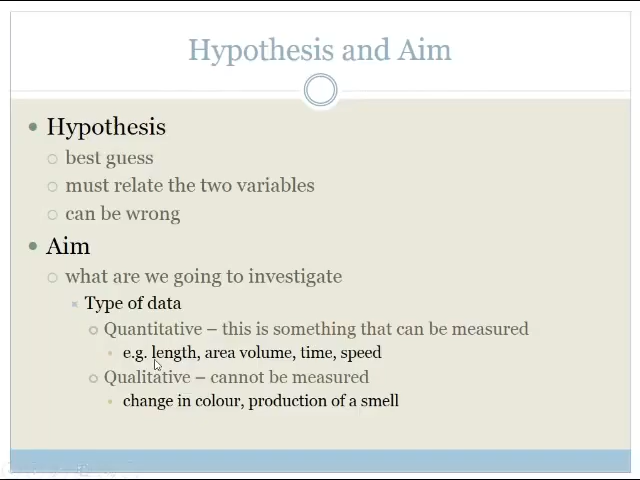 Hypothesis and Aim
Hypothesis
best guess
must relate the two variables
can be wrong
Aim
what are we going to investigate
Type of data
Quantitative – this is something that can be measured
e.g. length, area volume, time, speed
Qualitative – cannot be measured
change in colour, production of a smell